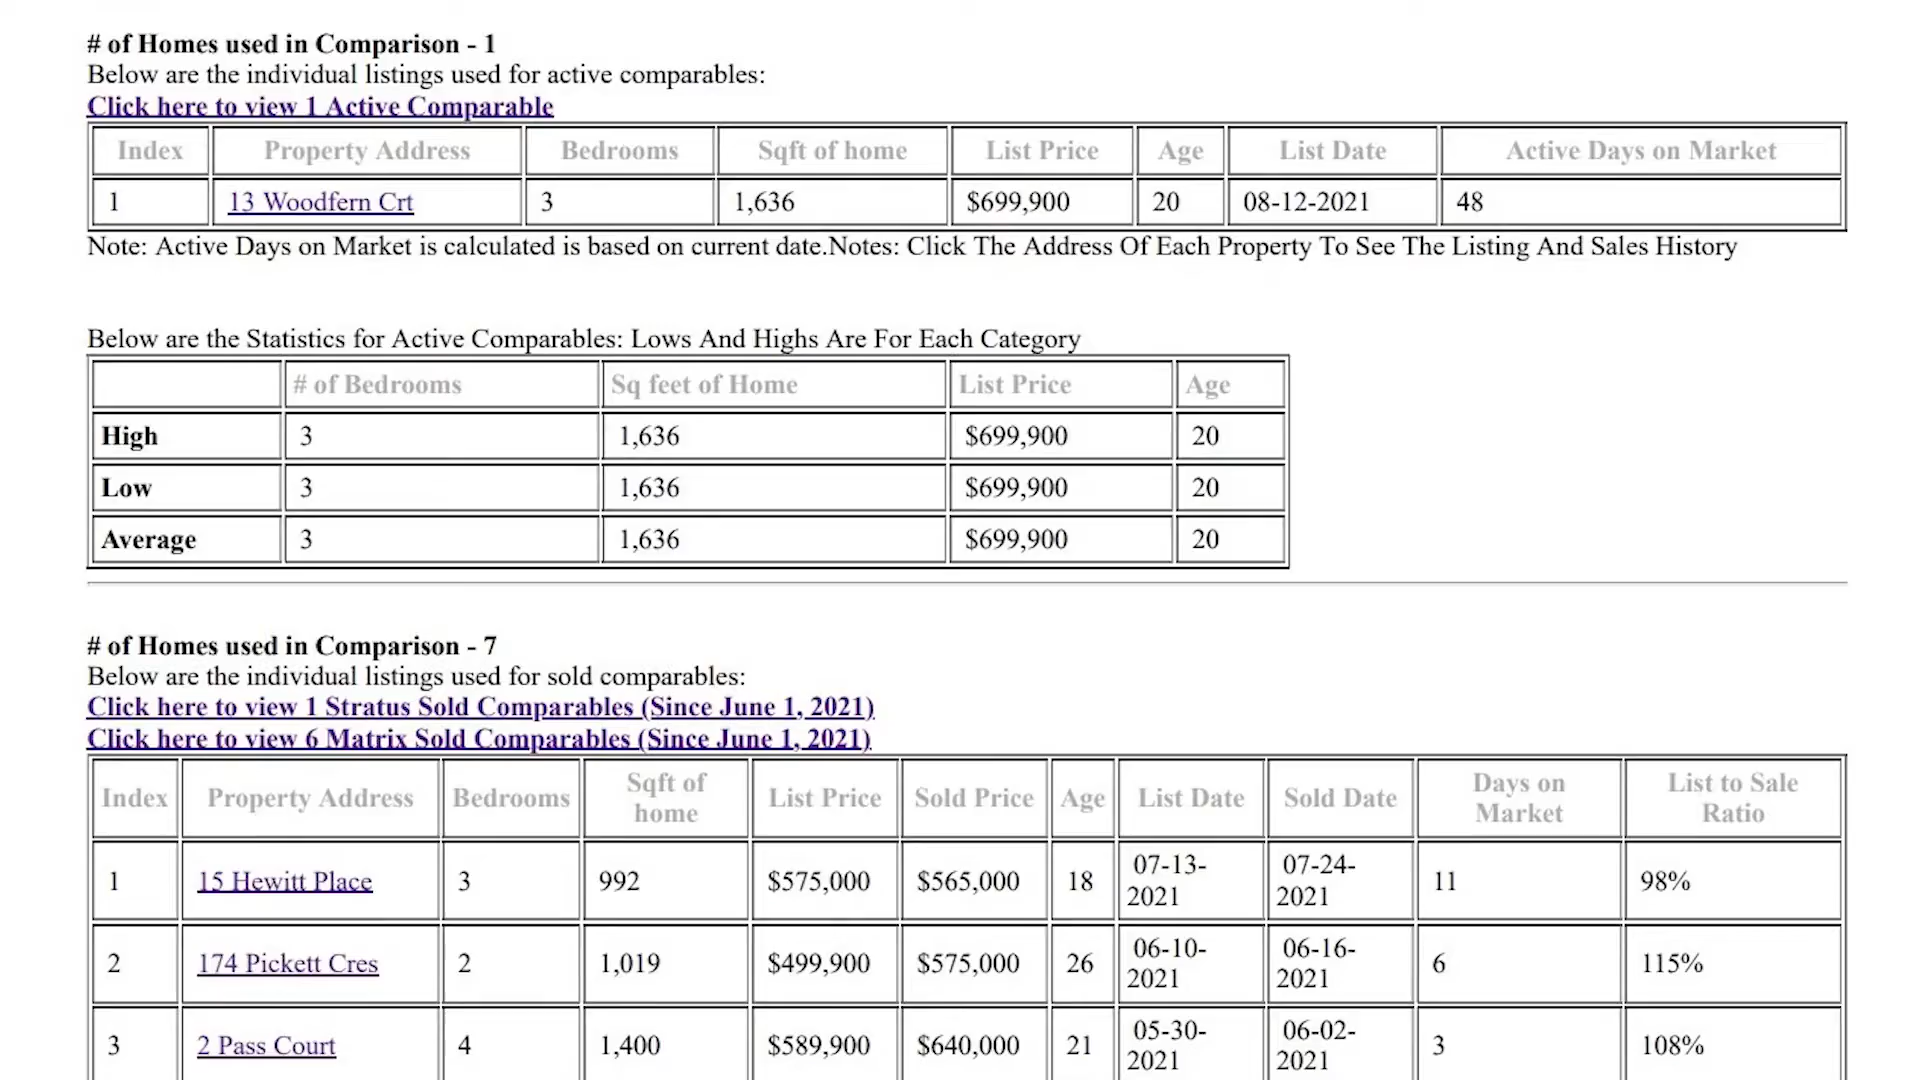 # of Homes used in Comparison - 1
Below are the individual listings used for active comparables:
Click here to view 1 Active Comparable
Index Property Address Bedrooms Sqft of home List Price Age List Date Active Days on Market
1 13 Woodfern Crt 3 1,636 $699,900 20 08-12-2021 48
Note: Active Days on Market is calculated is based on current date.Notes: Click The Address Of Each Property To See The Listing And Sales History
Below are the Statistics for Active Comparables: Lows And Highs Are For Each Category
# of Bedrooms Sq feet of Home List Price Age
High 3 1,636 $699,900 20
Low 3 1,636 $699,900 20
Average 3 1,636 $699,900 20
# of Homes used in Comparison - 7
Below are the individual listings used for sold comparables:
Click here to view 1 Stratus Sold Comparables (Since June 1, 2021)
Click here to view 6 Matrix Sold Comparables (Since June 1, 2021)
Index Property Address Bedrooms Sqft of home List Price Sold Price Age List Date Sold Date Days on Market List to Sale Ratio
1 15 Hewitt Place 3 992 $575,000 $565,000 18 07-13-2021 07-24-2021 11 98%
2 174 Pickett Cres 2 1,019 $499,900 $575,000 26 06-10-2021 06-16-2021 6 115%
3 2 Pass Court 4 1,400 $589,900 $640,000 21 05-30-2021 06-02-2021 3 108%